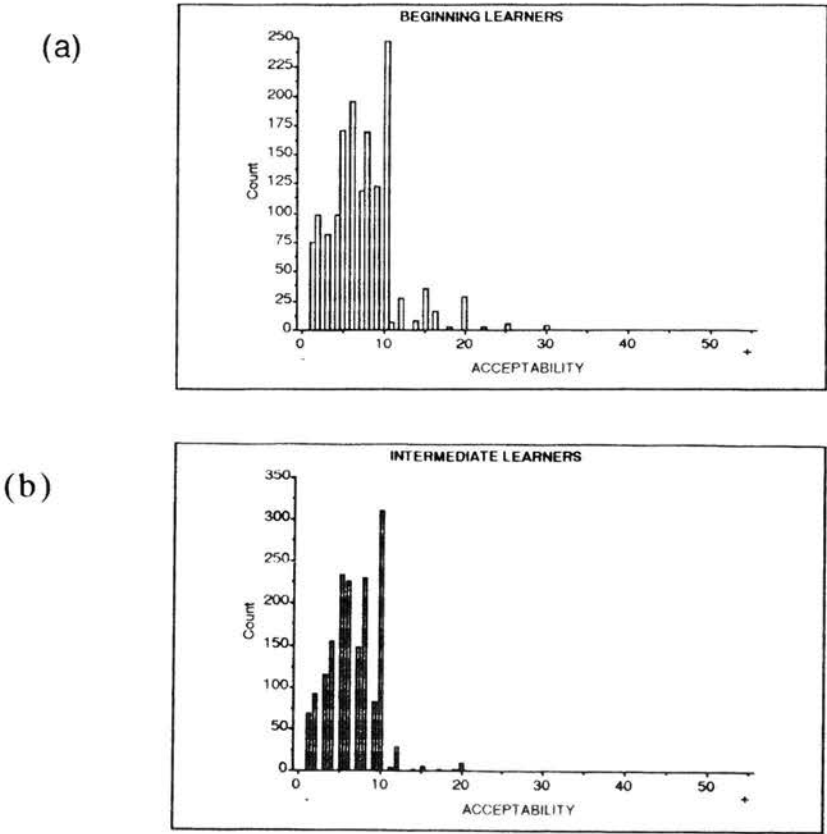 (a)
BEGINNING LEARNERS
250
225
200
175
150
125
100
75
50
25
0
Count
0 10 20 30 40 50 +
ACCEPTABILITY
(b)
INTERMEDIATE LEARNERS
350
300
250
200
150
100
50
0
Count
0 10 20 30 40 50 +
ACCEPTABILITY